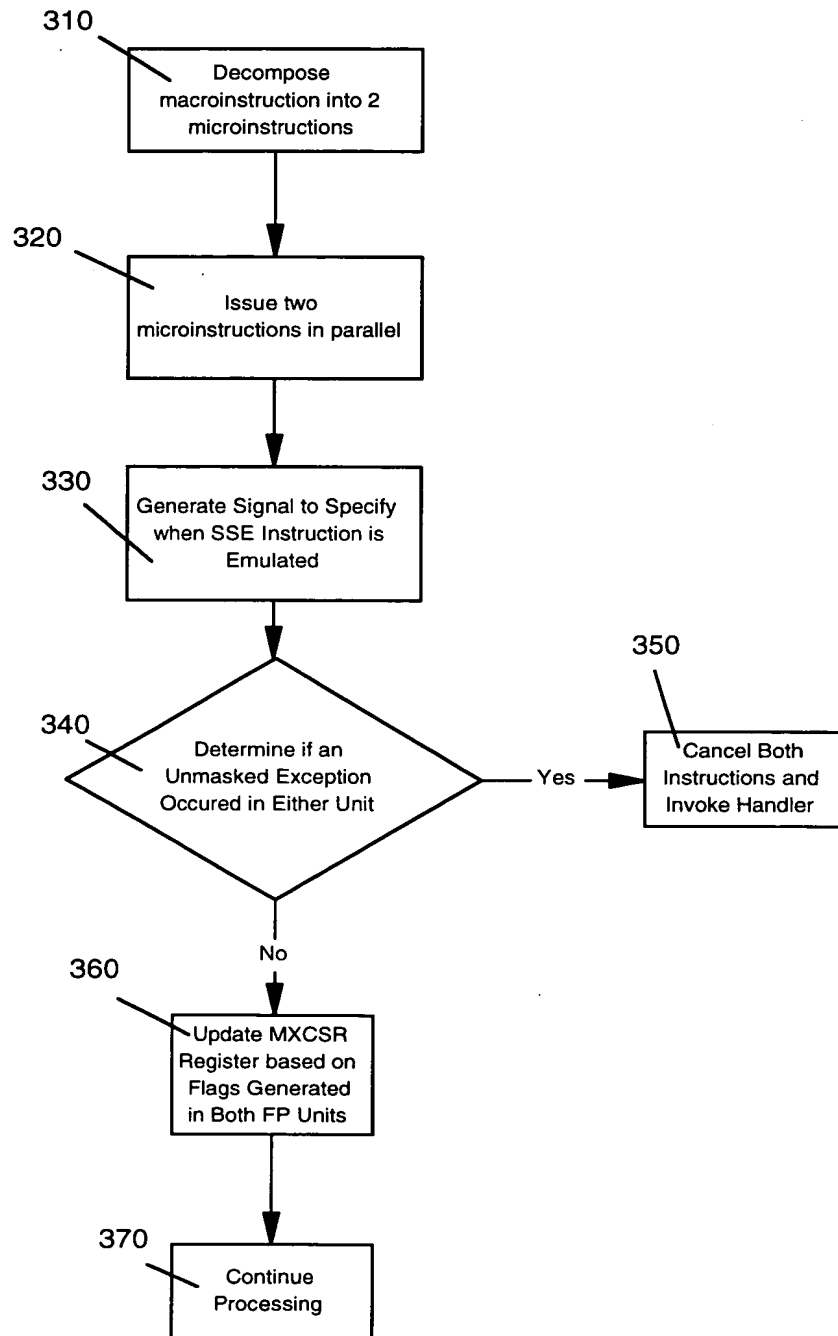 310
Decompose
macroinstruction into 2
microinstructions
320
Issue two
microinstructions in parallel
330
Generate Signal to Specify
when SSE Instruction is
Emulated
340
Determine if an
Unmasked Exception
Occured in Either Unit
Yes
350
Cancel Both
Instructions and
Invoke Handler
No
360
Update MXCSR
Register based on
Flags Generated
in Both FP Units
370
Continue
Processing